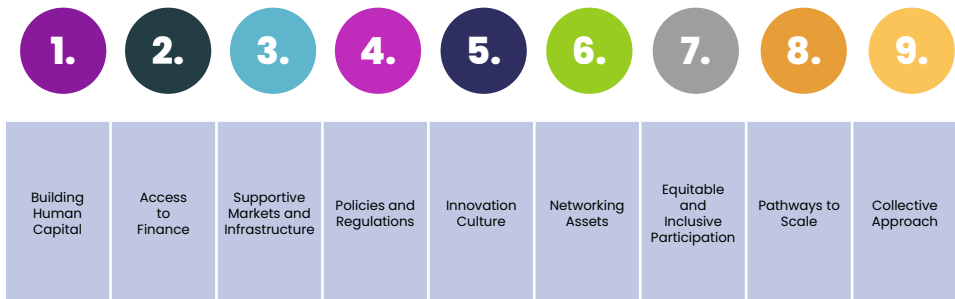 1.
2.
3.
4.
5.
6.
7.
8.
9.
Building
Human
Capital
Access
to
Finance
Supportive
Markets and
Infrastructure
Policies and
Regulations
Innovation
Culture
Networking
Assets
Equitable
and
Inclusive
Participation
Pathways to
Scale
Collective
Approach